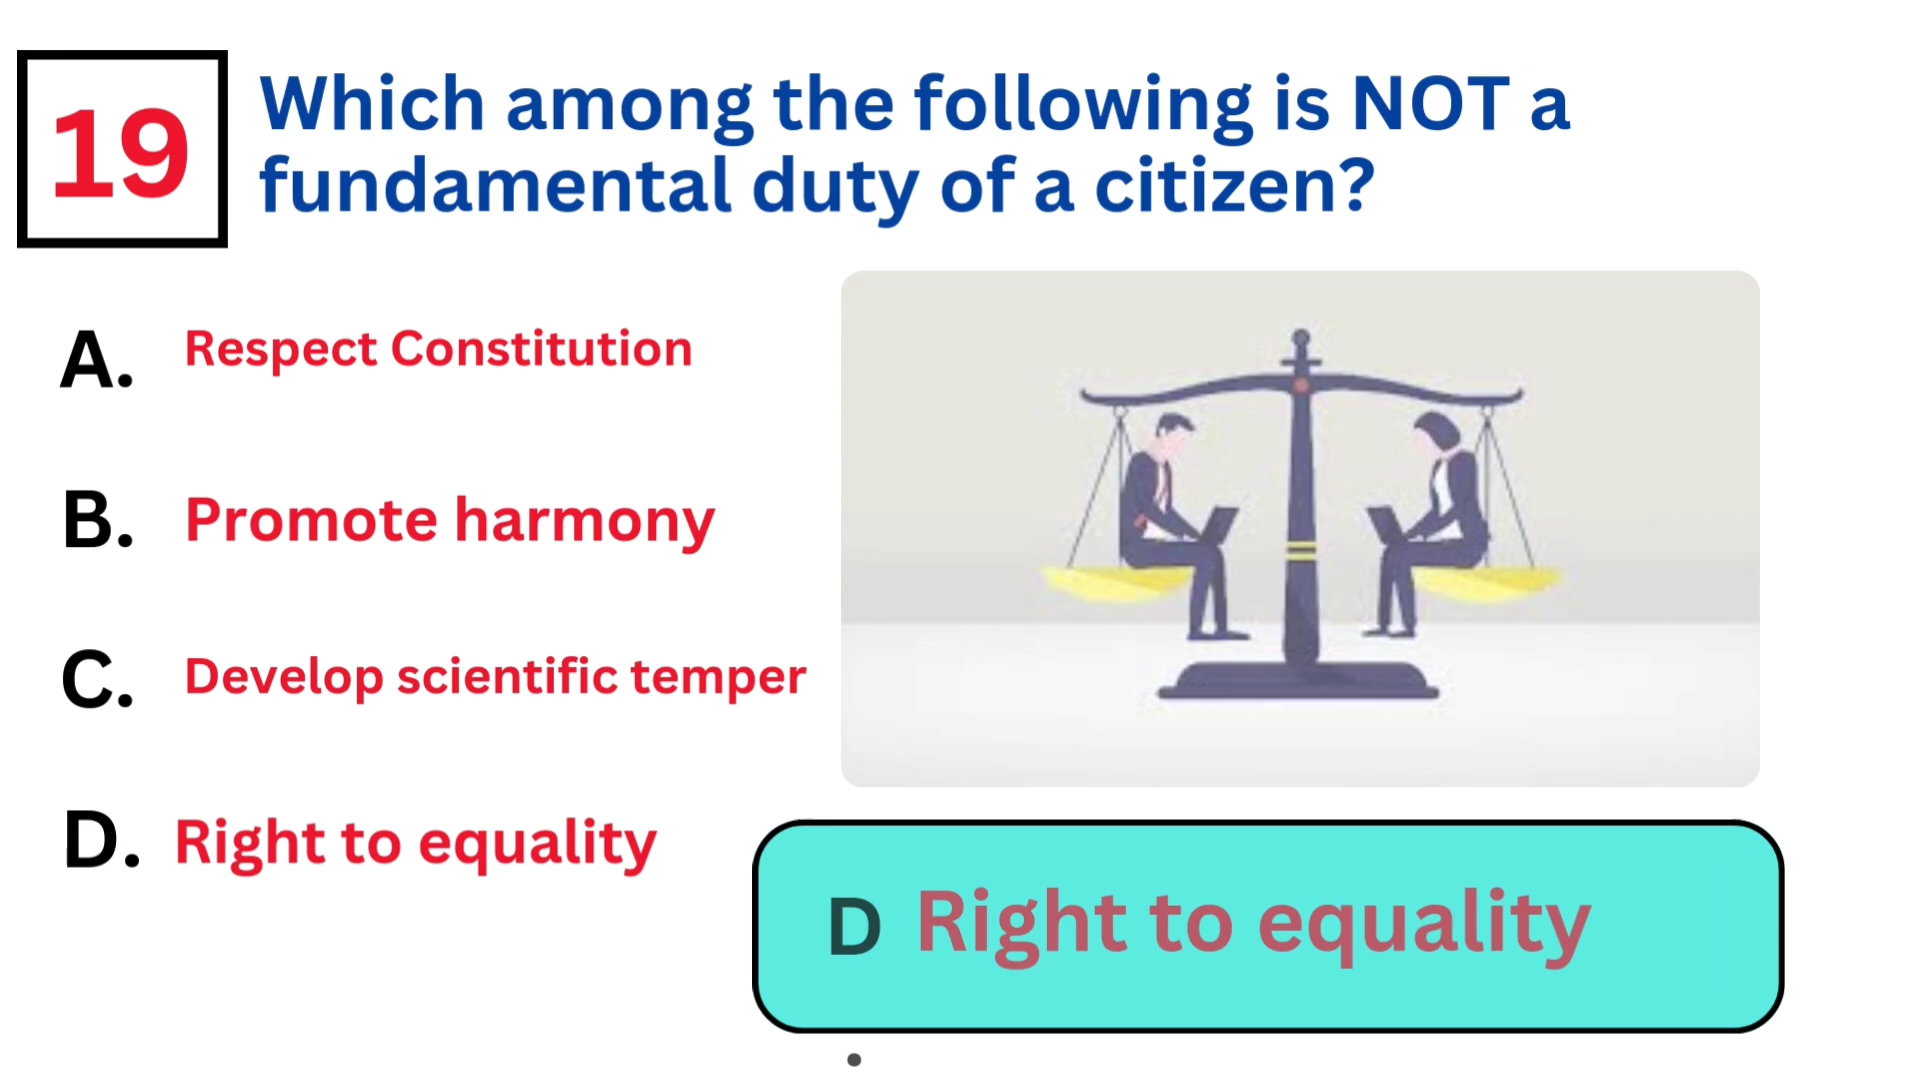 19
Which among the following is NOT a
fundamental duty of a citizen?
A. Respect Constitution
B. Promote harmony
C. Develop scientific temper
D. Right to equality
D Right to equality